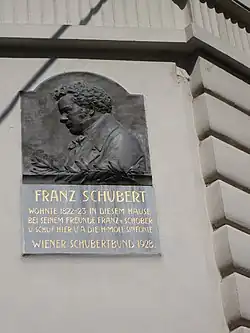 FRANZ SCHUBERT
WOHNTE 1822-23 IN DIESEM HAUSE
BEI SEINEM FREUNDE FRANZ v. SCHOBER
U. SCHUF HIER U. A. DIE H-MOLL SINFONIE
WIENER SCHUBERTBUND 1928.